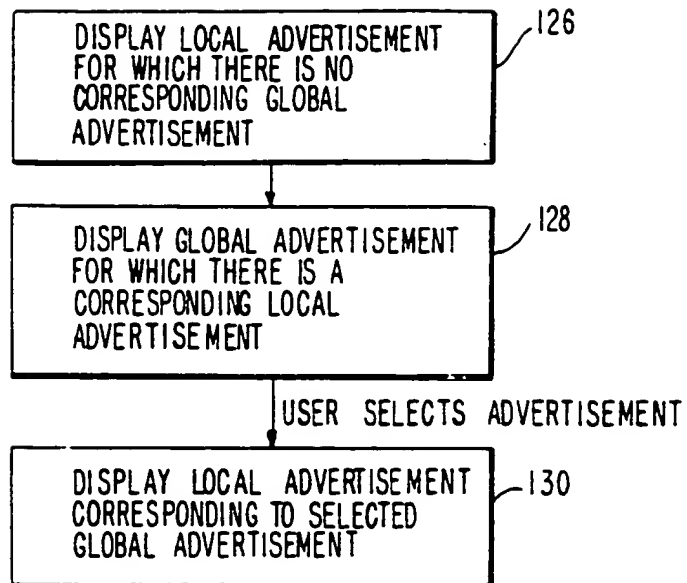 DISPLAY LOCAL ADVERTISEMENT
FOR WHICH THERE IS NO
CORRESPONDING GLOBAL
ADVERTISEMENT
126
DISPLAY GLOBAL ADVERTISEMENT
FOR WHICH THERE IS A
CORRESPONDING LOCAL
ADVERTISEMENT
128
USER SELECTS ADVERTISEMENT
DISPLAY LOCAL ADVERTISEMENT
CORRESPONDING TO SELECTED
GLOBAL ADVERTISEMENT
130